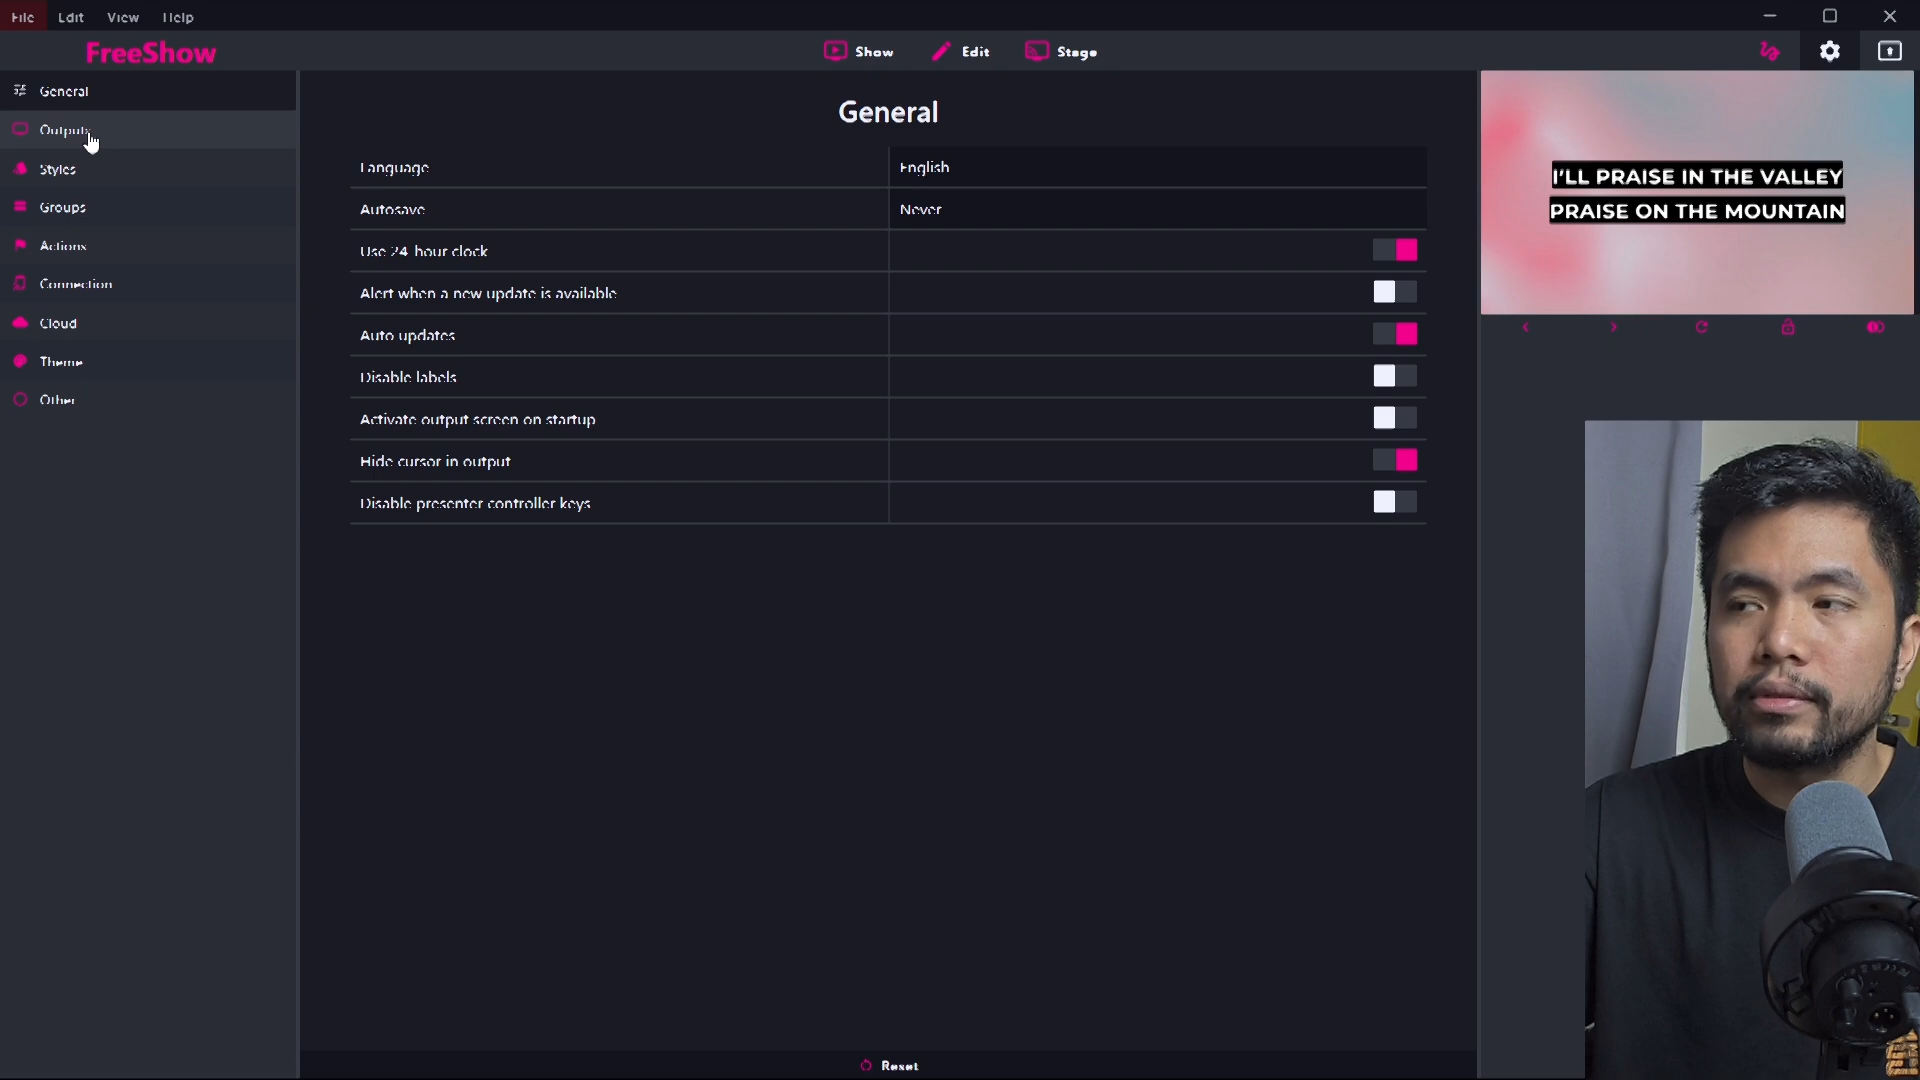 File Edit View Help
FreeShow
Show Edit Stage
General
Outputs
Styles
Groups
Actions
Connection
Cloud
Theme
Other
General
Language English
Autosave Never
Use 24-hour clock
Alert when a new update is available
Auto updates
Disable labels
Activate output screen on startup
Hide cursor in output
Disable presenter controller keys
Reset
I'LL PRAISE IN THE VALLEY
PRAISE ON THE MOUNTAIN